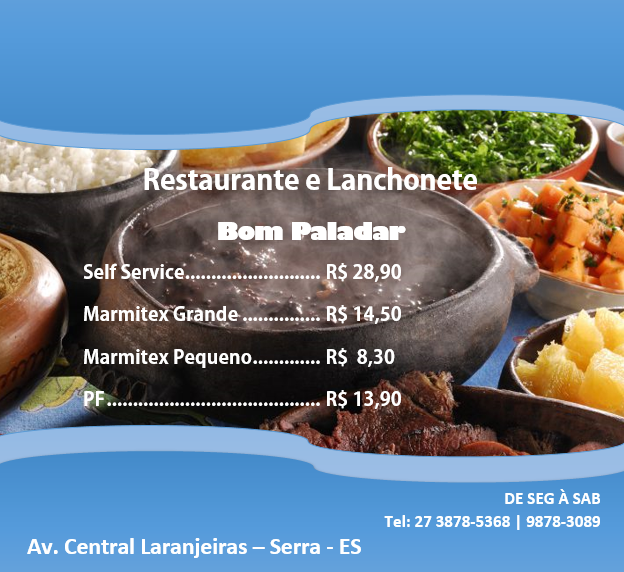 Restaurante e Lanchonete
Bom Paladar
Self Service.......................... R$ 28,90
Marmitex Grande ............... R$ 14,50
Marmitex Pequeno............. R$  8,30
PF......................................... R$ 13,90
DE SEG À SAB
Tel: 27 3878-5368 | 9878-3089
Av. Central Laranjeiras – Serra - ES